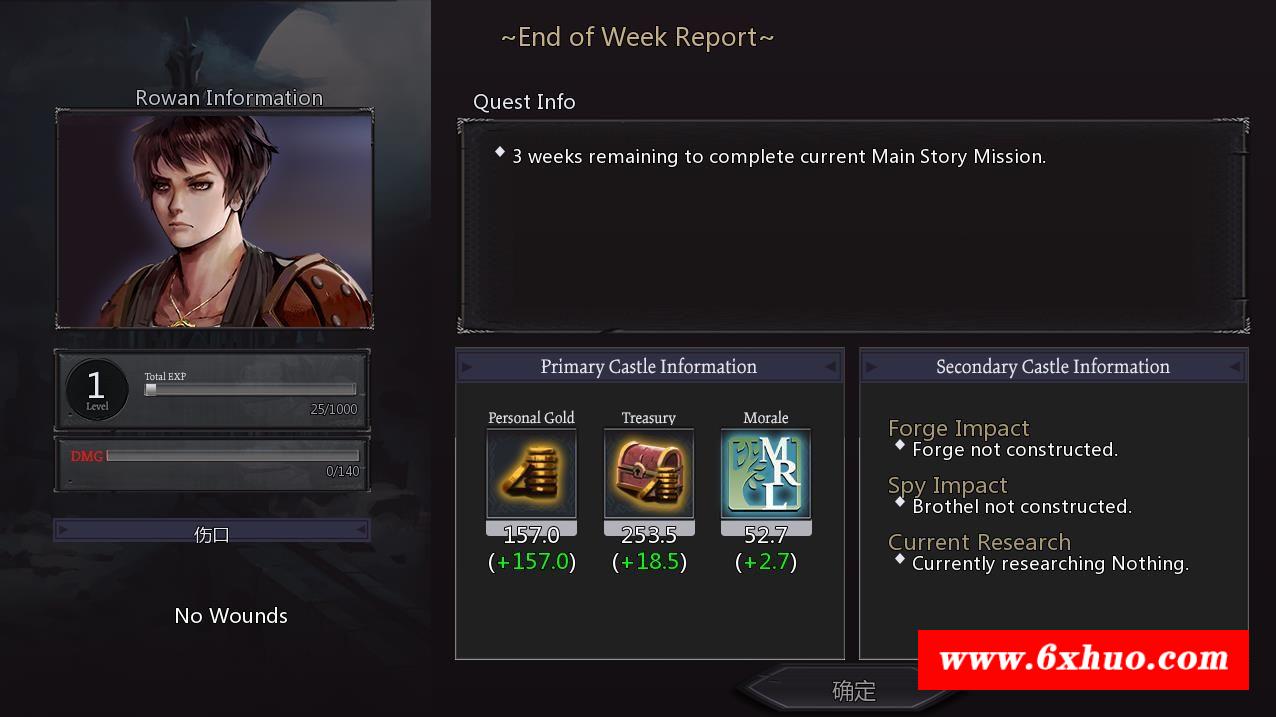 ~End of Week Report~
Rowan Information
Quest Info
3 weeks remaining to complete current Main Story Mission.
1
Level
Total EXP
25/1000
DMG
0/140
伤口
No Wounds
Primary Castle Information
Personal Gold
Treasury
Morale
MRL
157.0
253.5
52.7
(+157.0)
(+18.5)
(+2.7)
Secondary Castle Information
Forge Impact
Forge not constructed.
Spy Impact
Brothel not constructed.
Current Research
Currently researching Nothing.
www.6xhuo.com
确定